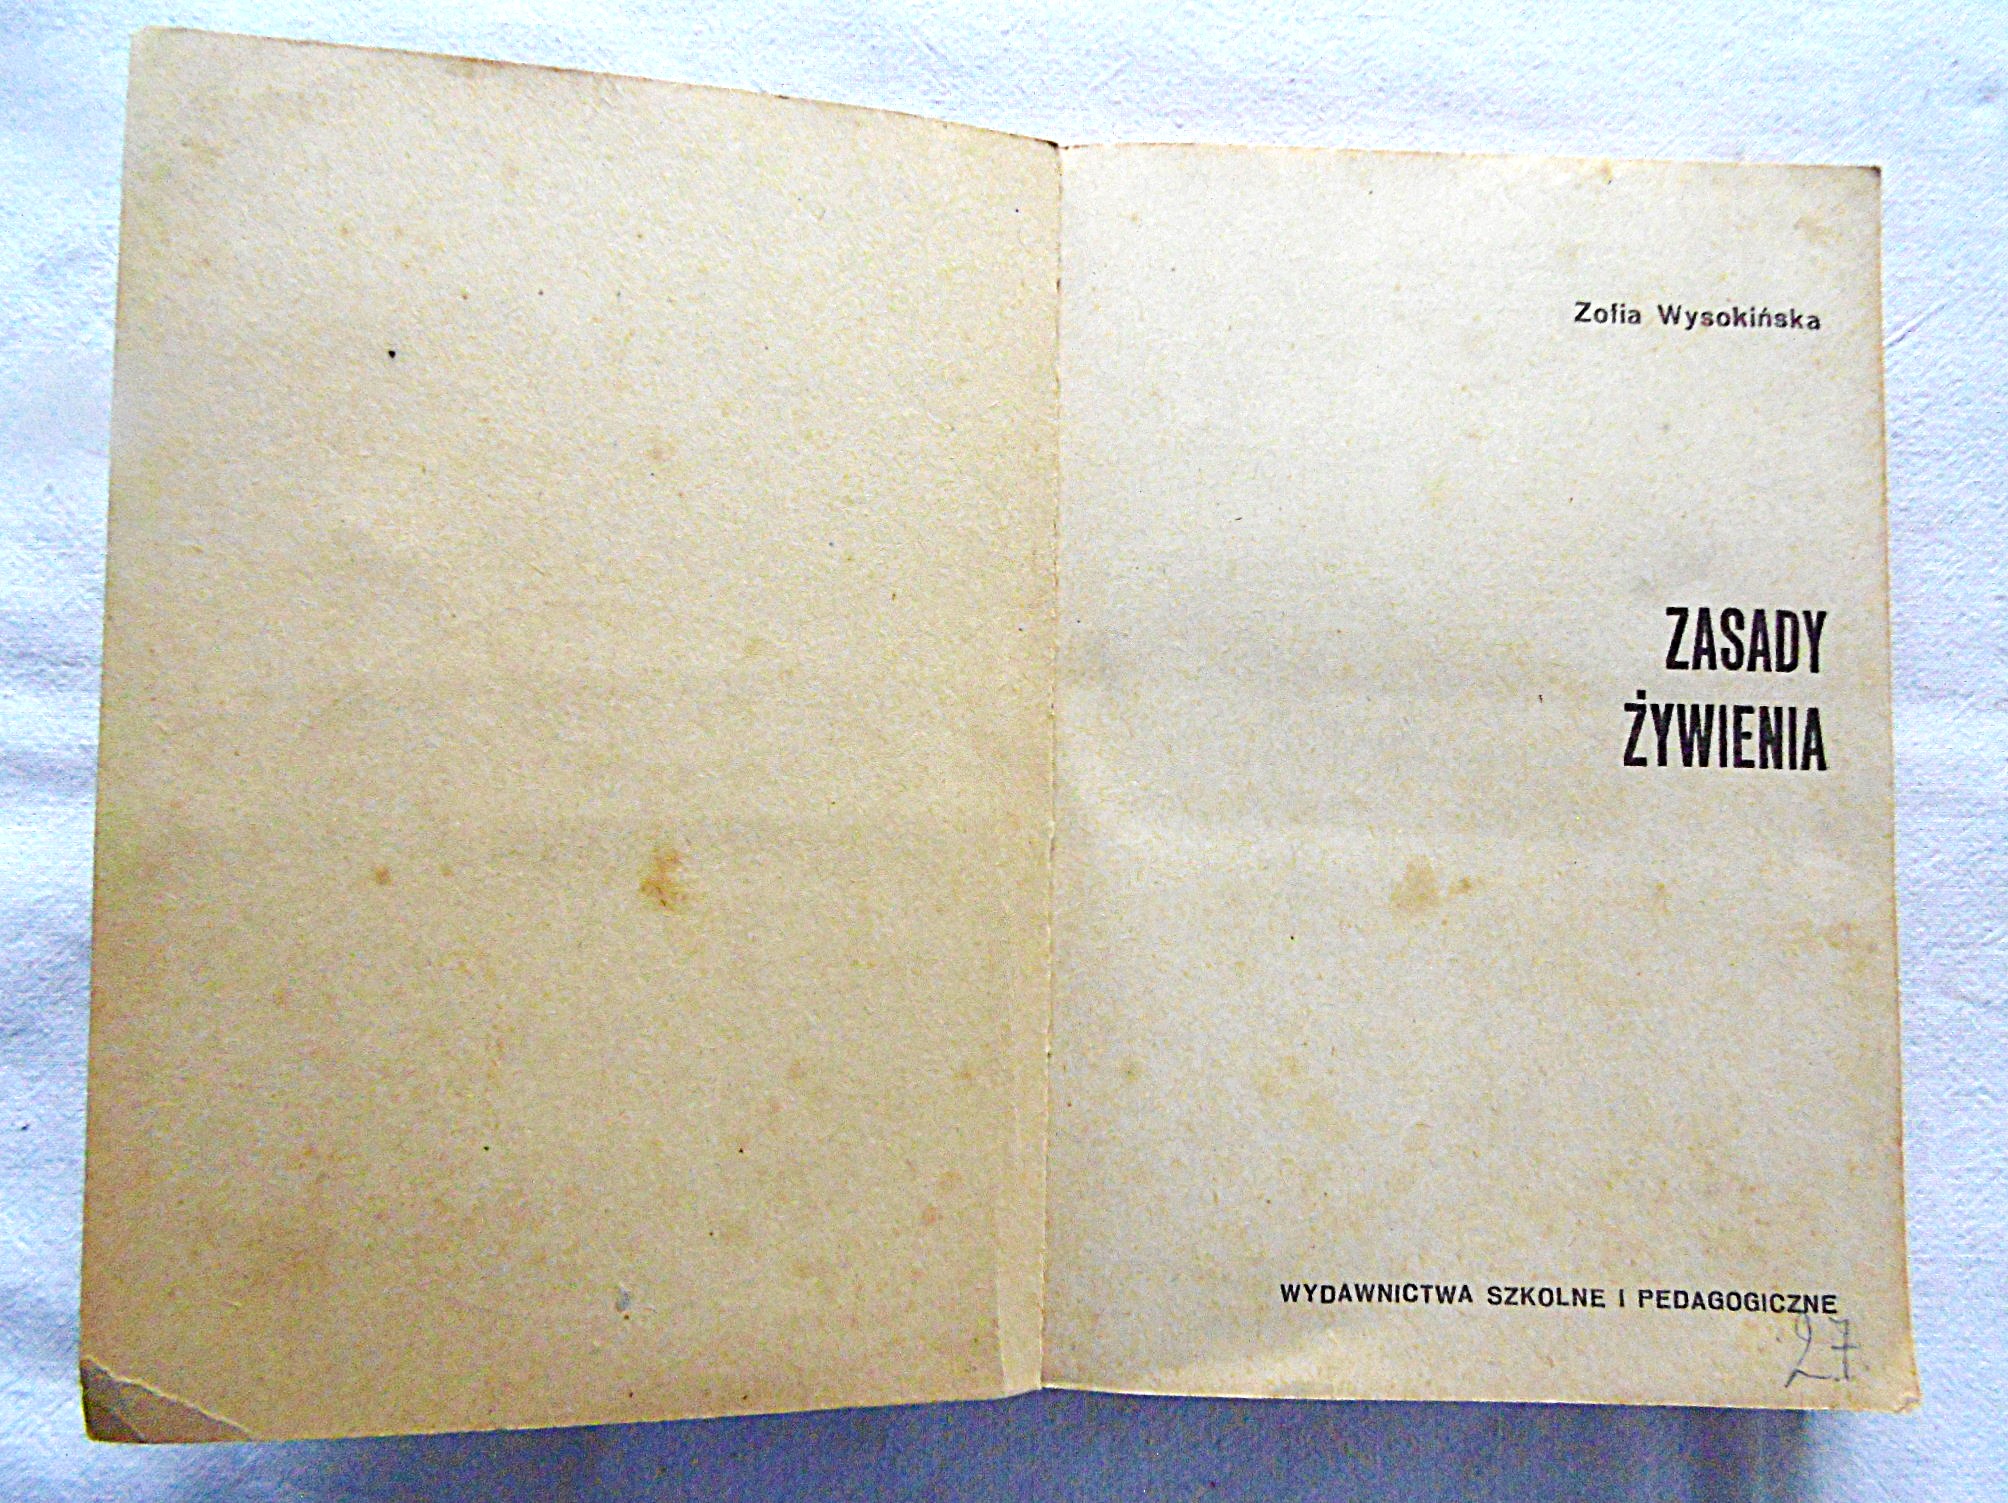 Zofia Wysokińska
ZASADY
ŻYWIENIA
WYDAWNICTWA SZKOLNE I PEDAGOGICZNE
27